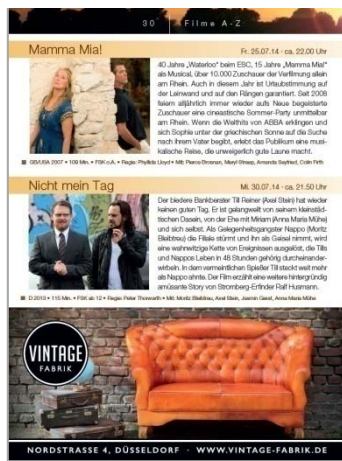 30 Filme A-Z
Mamma Mia!
Fr. 25.07.14 · ca. 22.00 Uhr
40 Jahre „Waterloo“ beim ESC, 15 Jahre „Mamma Mia!“
als Musical, über 10.000 Zuschauer der Verfilmung allein
am Rhein. Auch in diesem Jahr ist Urlaubsstimmung auf
der Leinwand und auf den Rängen garantiert. Seit 2008
feiern alljährlich immer wieder aufs Neue begeisterte
Zuschauer eine cineastische Sommer-Party unmittelbar
am Rhein. Wenn die Welthits von ABBA erklingen und
sich Sophie unter der griechischen Sonne auf die Suche
nach ihrem Vater begibt, erlebt das Publikum eine musi-
kalische Reise, die unweigerlich gute Laune macht.
■ GB/USA 2007 • 109 Min. • FSK o.A. • Regie: Phyllida Lloyd • Mit: Pierce Brosnan, Meryl Streep, Amanda Seyfried, Colin Firth
Nicht mein Tag
Mi. 30.07.14 · ca. 21.50 Uhr
Der biedere Bankberater Till Reiner (Axel Stein) hat wieder
keinen guten Tag. Er ist gelangweilt von seinem kleinstäd-
tischen Dasein, von der Ehe mit Miriam (Anna Maria Mühe)
und sich selbst. Als Gelegenheitsgangster Nappo (Moritz
Bleibtreu) die Filiale stürmt und ihn als Geisel nimmt, wird
eine wahnwitzige Kette von Ereignissen ausgelöst, die Tills
und Nappos Leben in 48 Stunden gehörig durcheinander-
wirbeln. In dem vermeintlichen Spießer Till steckt weit mehr
als Nappo ahnte. Der Film erzählt eine weitere hintergründig
amüsante Story von Stromberg-Erfinder Ralf Husmann.
■ D 2013 • 115 Min. • FSK ab 12 • Regie: Peter Thorwarth • Mit: Moritz Bleibtreu, Axel Stein, Jasmin Gerat, Anna Maria Mühe
VINTAGE
FABRIK
NORDSTRASSE 4, DÜSSELDORF · WWW.VINTAGE-FABRIK.DE